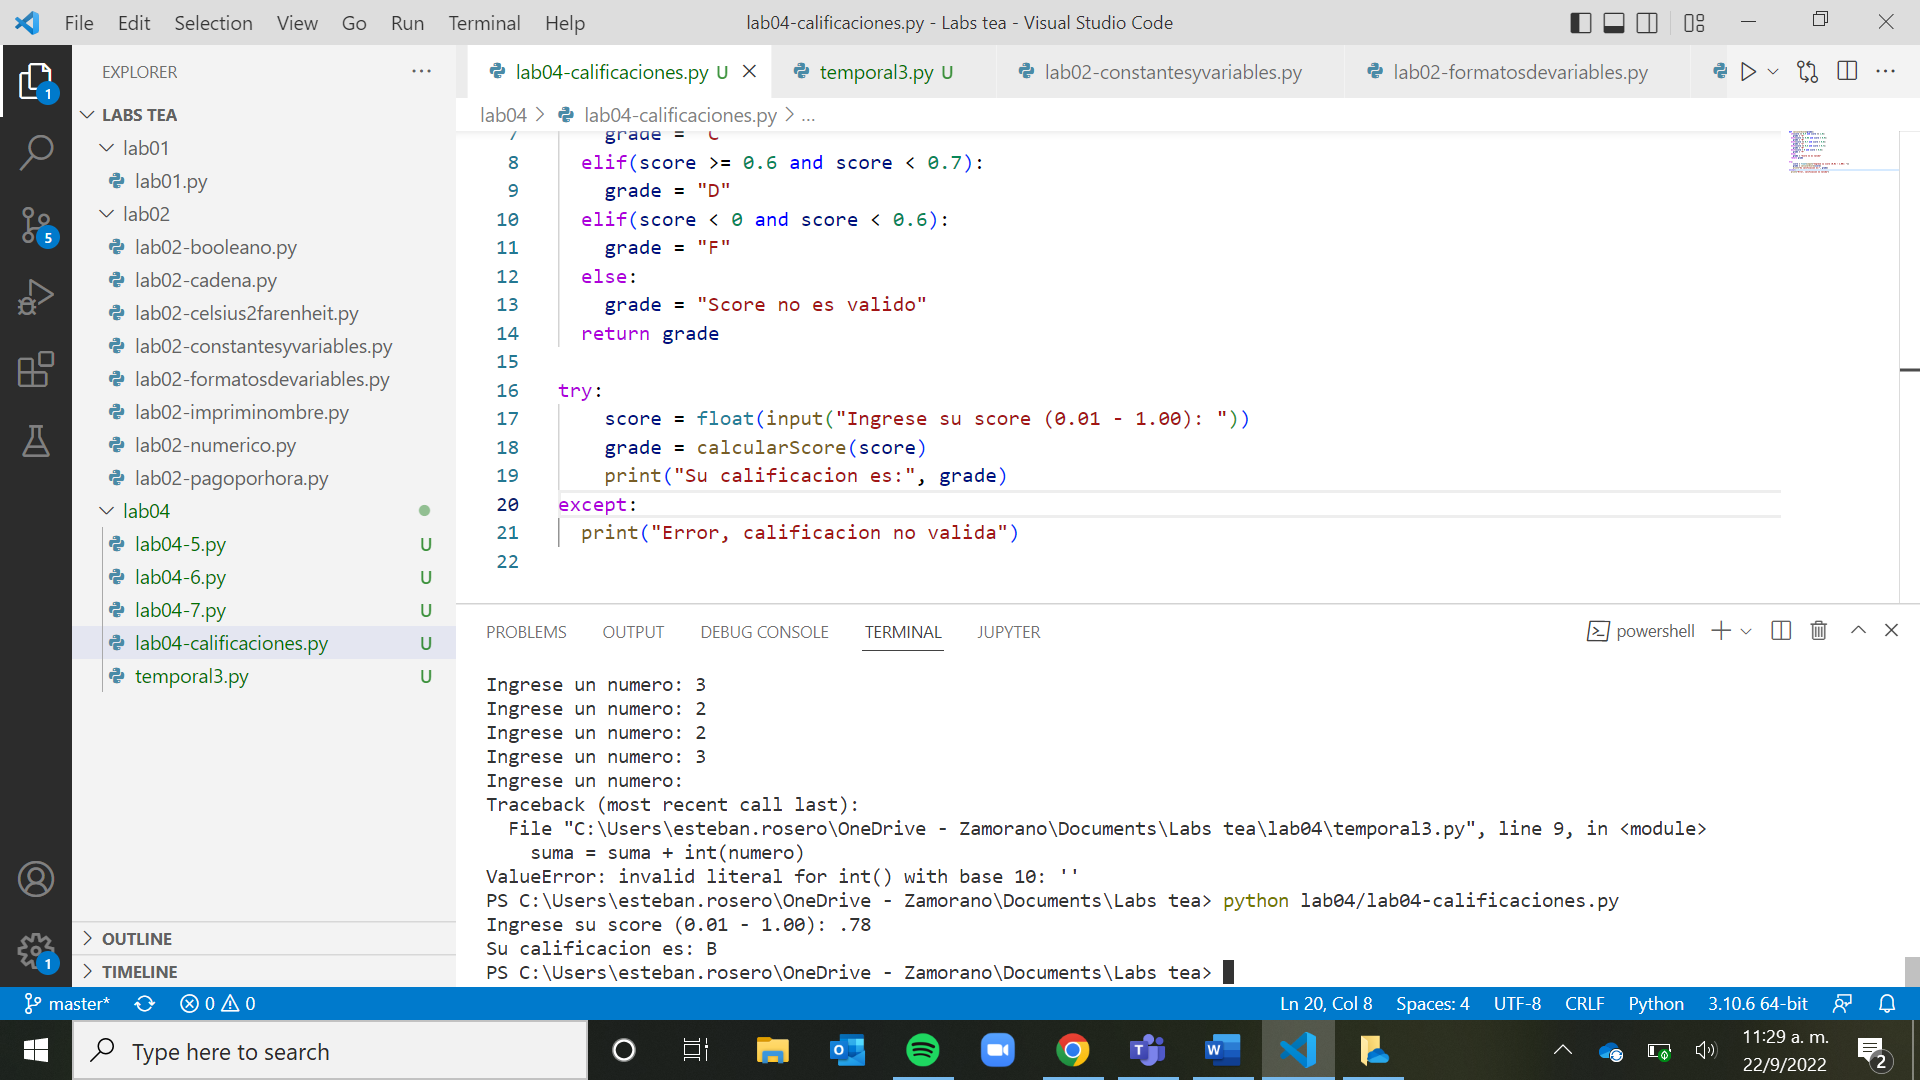 File Edit Selection View Go Run Terminal Help
lab04-calificaciones.py - Labs tea - Visual Studio Code
EXPLORER
LABS TEA
lab01
lab01.py
lab02
lab02-booleano.py
lab02-cadena.py
lab02-celsius2farenheit.py
lab02-constantesyvariables.py
lab02-formatosdevariables.py
lab02-impriminombre.py
lab02-numerico.py
lab02-pagoporhora.py
lab04
lab04-5.py U
lab04-6.py U
lab04-7.py U
lab04-calificaciones.py U
temporal3.py U
OUTLINE
TIMELINE
1
5
1
lab04-calificaciones.py U temporal3.py U lab02-constantesyvariables.py lab02-formatosdevariables.py
lab04 > lab04-calificaciones.py > ...
7 grade = "C"
8 elif(score >= 0.6 and score < 0.7):
9 grade = "D"
10 elif(score < 0 and score < 0.6):
11 grade = "F"
12 else:
13 grade = "Score no es valido"
14 return grade
15
16 try:
17 score = float(input("Ingrese su score (0.01 - 1.00): "))
18 grade = calcularScore(score)
19 print("Su calificacion es:", grade)
20 except:
21 print("Error, calificacion no valida")
22
PROBLEMS OUTPUT DEBUG CONSOLE TERMINAL JUPYTER
powershell
Ingrese un numero: 3
Ingrese un numero: 2
Ingrese un numero: 2
Ingrese un numero: 3
Ingrese un numero:
Traceback (most recent call last):
File "C:\Users\esteban.rosero\OneDrive - Zamorano\Documents\Labs tea\lab04\temporal3.py", line 9, in <module>
suma = suma + int(numero)
ValueError: invalid literal for int() with base 10: ''
PS C:\Users\esteban.rosero\OneDrive - Zamorano\Documents\Labs tea> python lab04/lab04-calificaciones.py
Ingrese su score (0.01 - 1.00): .78
Su calificacion es: B
PS C:\Users\esteban.rosero\OneDrive - Zamorano\Documents\Labs tea>
master* 0 0
Ln 20, Col 8 Spaces: 4 UTF-8 CRLF Python 3.10.6 64-bit
Type here to search
11:29 a. m.
22/9/2022
2